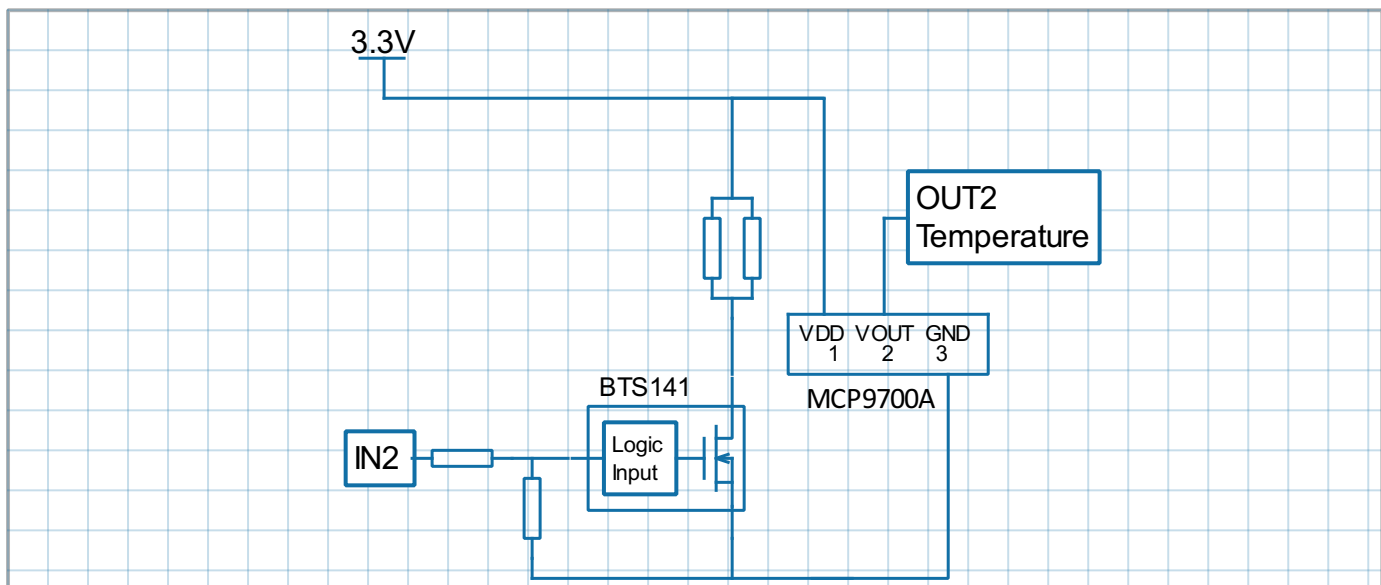 3.3V
OUT2
Temperature
VDD VOUT GND
1 2 3
MCP9700A
BTS141
Logic
Input
IN2